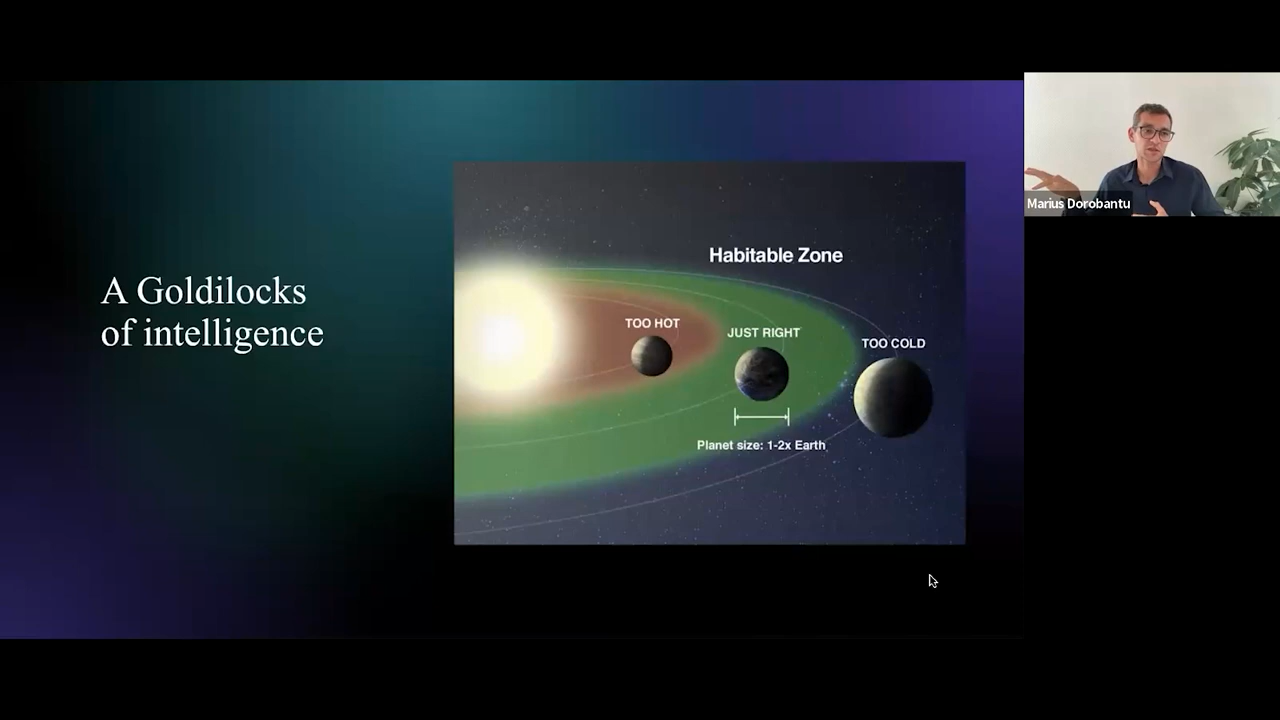 A Goldilocks
of intelligence
Habitable Zone
TOO HOT
JUST RIGHT
TOO COLD
Planet size: 1-2x Earth
Marius Dorobantu